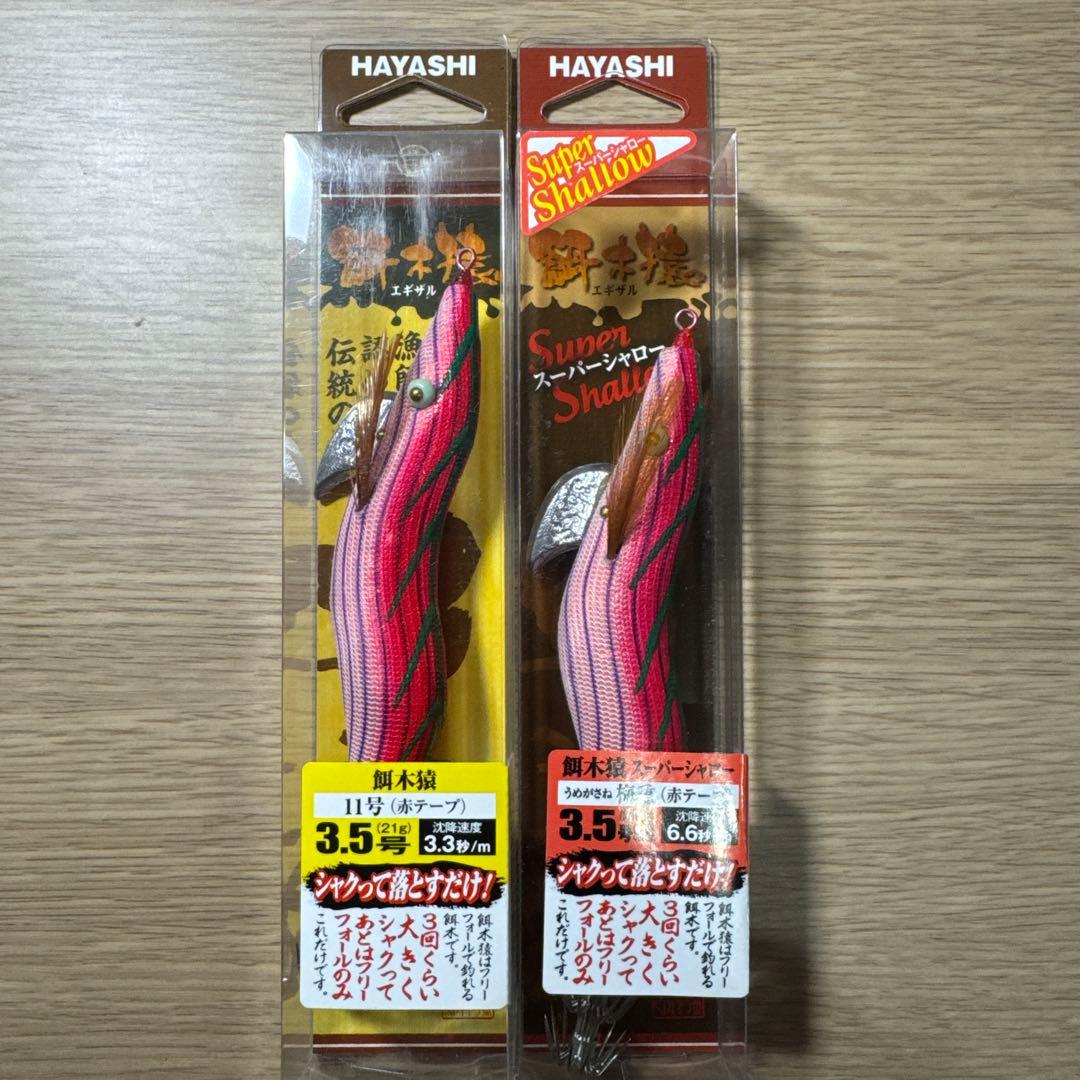 HAYASHI
餌木猿
エギザル
漁師
伝統の
餌木猿
11号(赤テープ)
3.5号
(21g)
沈降速度
3.3秒/m
シャクって落とすだけ!
餌木猿はフリー
フォールで釣れる
餌木です。
3回くらい
大きく
シャクって
あとはフリー
フォールのみ
これだけです。
HAYASHI
Super
スーパーシャロー
Shallow
餌木猿
エギザル
Super
スーパーシャロー
餌木猿 スーパーシャロー
うめがさね
(赤テープ
3.5号
沈降速
6.6秒
シャクって落とすだけ!
餌木猿はフリー
フォールで釣れる
餌木です。
3回くらい
大きく
シャクって
あとはフリー
フォールのみ
これだけです。